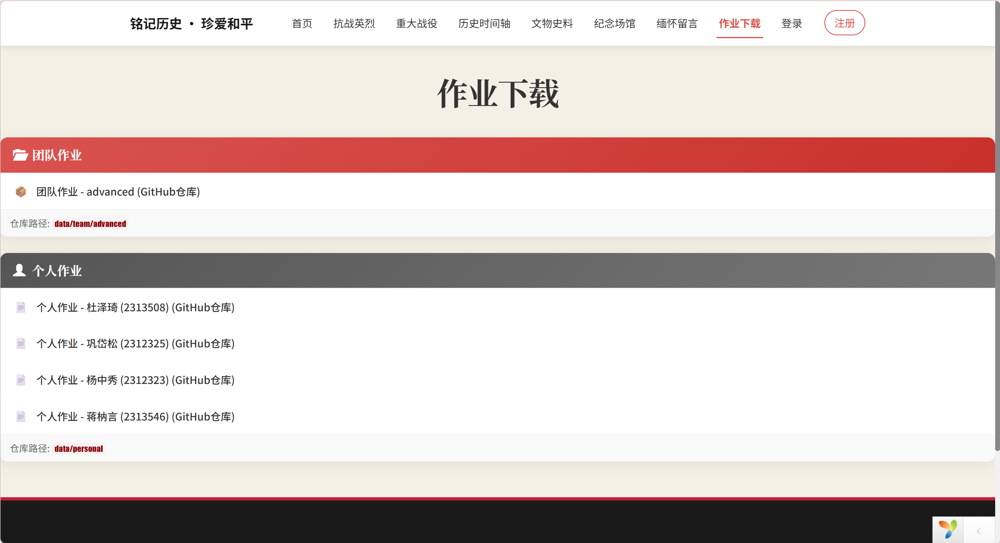 铭记历史 · 珍爱和平 首页 抗战英烈 重大战役 历史时间轴 文物史料 纪念场馆 缅怀留言 作业下载 登录 注册
作业下载
团队作业
团队作业 - advanced (GitHub仓库)
仓库路径: data/team/advanced
个人作业
个人作业 - 杜泽琦 (2313508) (GitHub仓库)
个人作业 - 巩岱松 (2312325) (GitHub仓库)
个人作业 - 杨中秀 (2312323) (GitHub仓库)
个人作业 - 蒋枘言 (2313546) (GitHub仓库)
仓库路径: data/personal